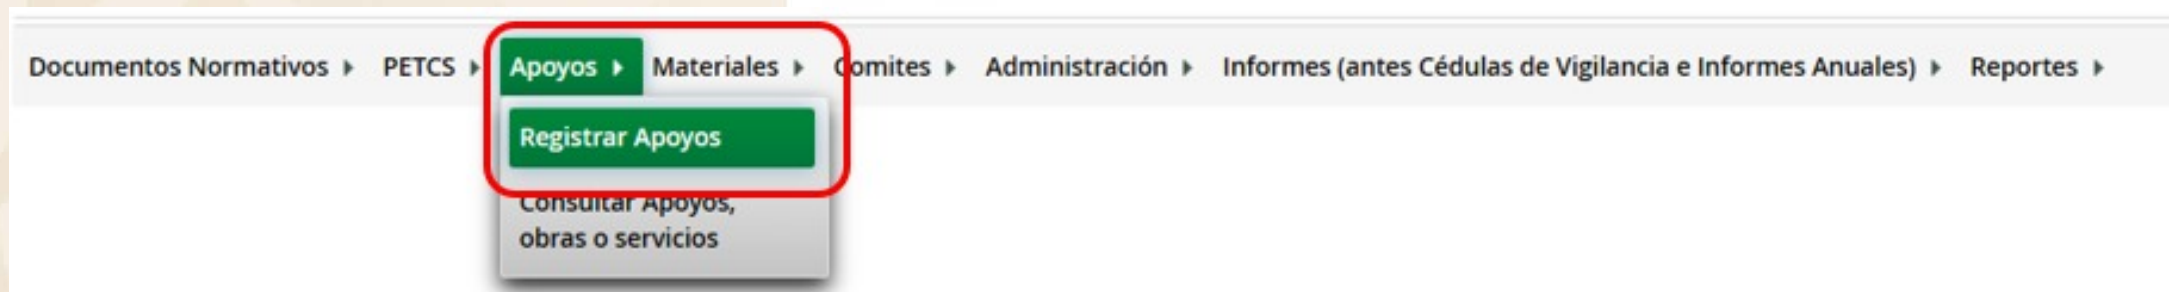 Documentos Normativos PETCS Apoyos Materiales Comites Administración Informes (antes Cédulas de Vigilancia e Informes Anuales) Reportes
Registrar Apoyos
Consultar Apoyos,
obras o servicios